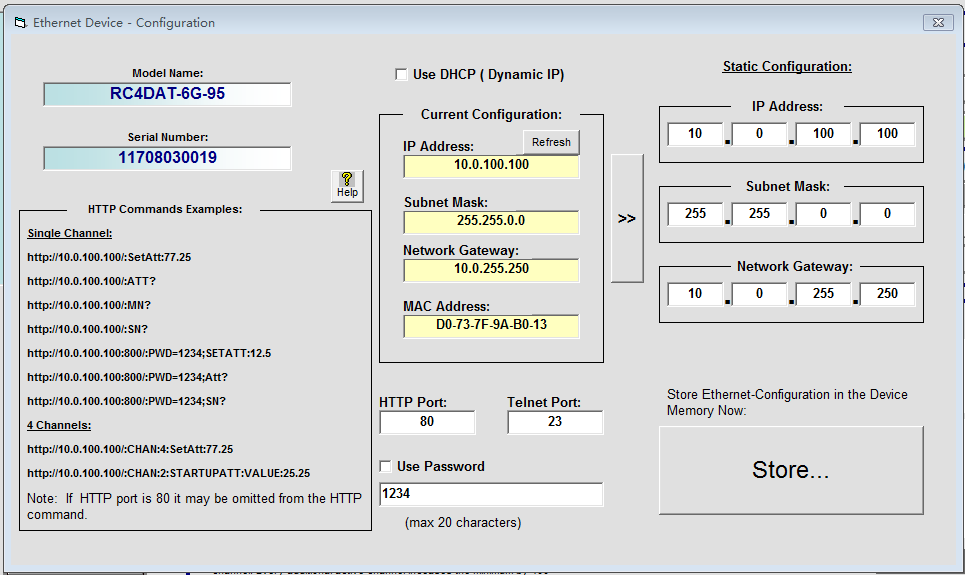 Ethernet Device - Configuration
Model Name:
RC4DAT-6G-95
Serial Number:
11708030019
Help
HTTP Commands Examples:
Single Channel:
http://10.0.100.100/:SetAtt:77.25
http://10.0.100.100/:ATT?
http://10.0.100.100/:MN?
http://10.0.100.100/:SN?
http://10.0.100.100:800/:PWD=1234;SETATT:12.5
http://10.0.100.100:800/:PWD=1234;Att?
http://10.0.100.100:800/:PWD=1234;SN?
4 Channels:
http://10.0.100.100/:CHAN:4:SetAtt:77.25
http://10.0.100.100/:CHAN:2:STARTUPATT:VALUE:25.25
Note: If HTTP port is 80 it may be omitted from the HTTP
command.
Use DHCP ( Dynamic IP)
Current Configuration:
IP Address:
Refresh
10.0.100.100
Subnet Mask:
255.255.0.0
Network Gateway:
10.0.255.250
MAC Address:
D0-73-7F-9A-B0-13
>>
HTTP Port: Telnet Port:
80 23
Use Password
1234
(max 20 characters)
Static Configuration:
IP Address:
10 . 0 . 100 . 100
Subnet Mask:
255 . 255 . 0 . 0
Network Gateway:
10 . 0 . 255 . 250
Store Ethernet-Configuration in the Device
Memory Now:
Store...